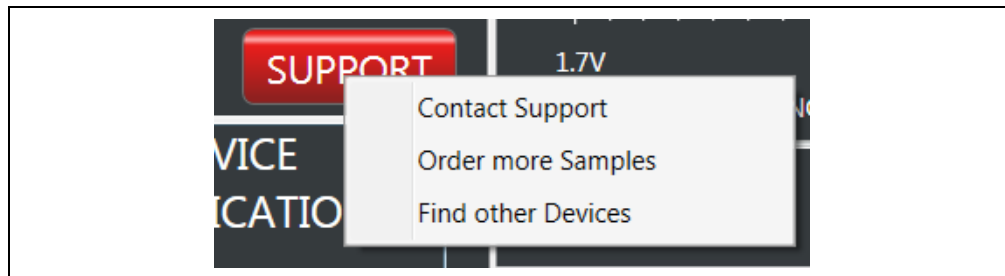 SUPPORT
1.7V
Contact Support
Order more Samples
Find other Devices
VICE
ICATIO